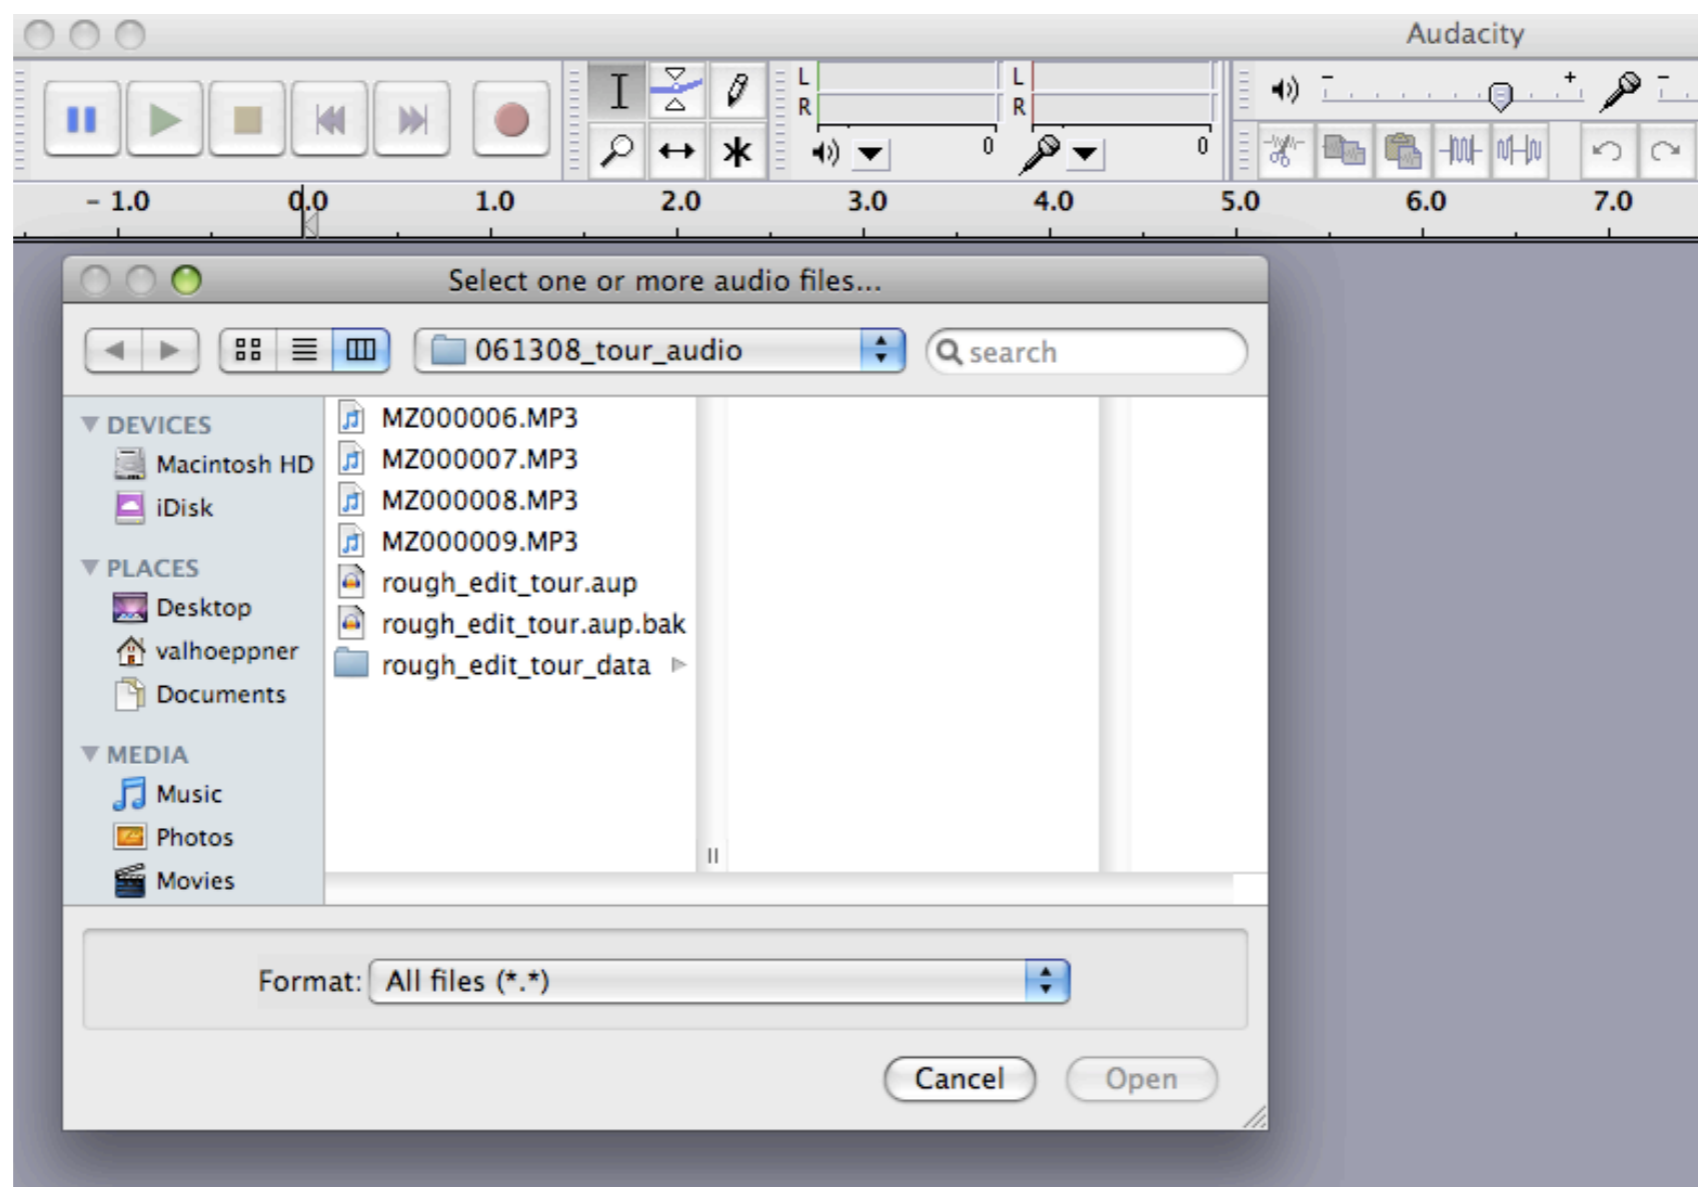 Audacity
L
R
0
L
R
0
- +
-
- 1.0 0.0 1.0 2.0 3.0 4.0 5.0 6.0 7.0
Select one or more audio files...
061308_tour_audio
search
DEVICES
Macintosh HD
iDisk
PLACES
Desktop
valhoeppner
Documents
MEDIA
Music
Photos
Movies
MZ000006.MP3
MZ000007.MP3
MZ000008.MP3
MZ000009.MP3
rough_edit_tour.aup
rough_edit_tour.aup.bak
rough_edit_tour_data
Format: All files (*.*)
Cancel Open